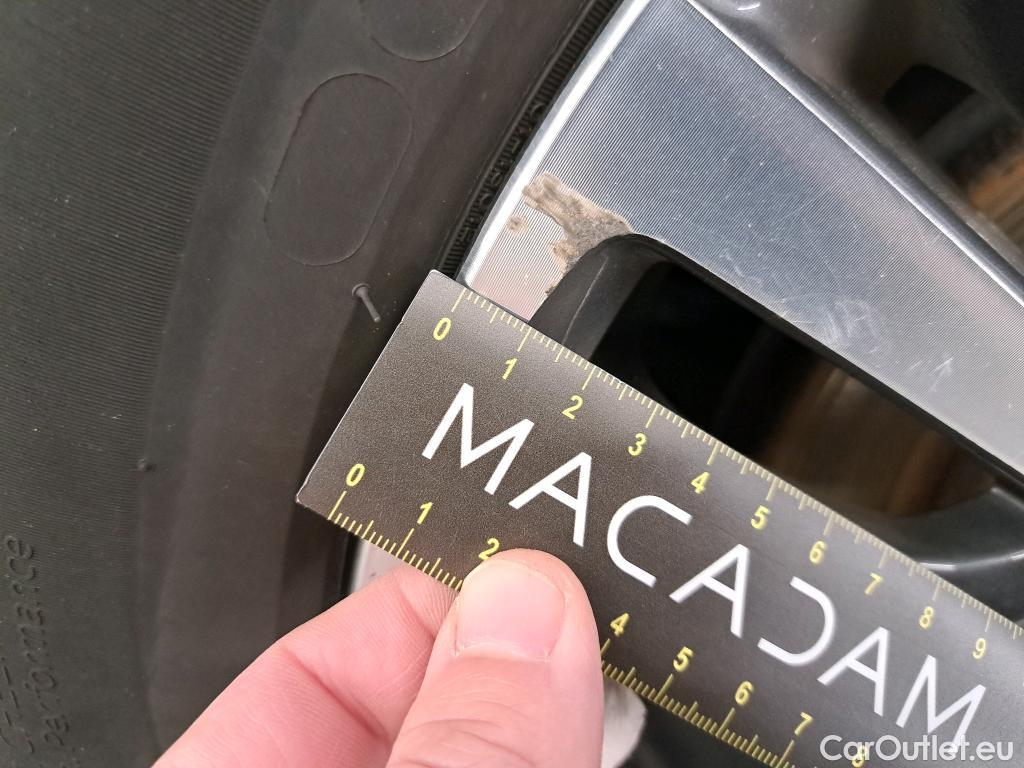 0 1 2 3 4 5 6 7 8 9
MACADAM
0 1 2 4 5 6 7 8
Performance
CarOutlet.eu